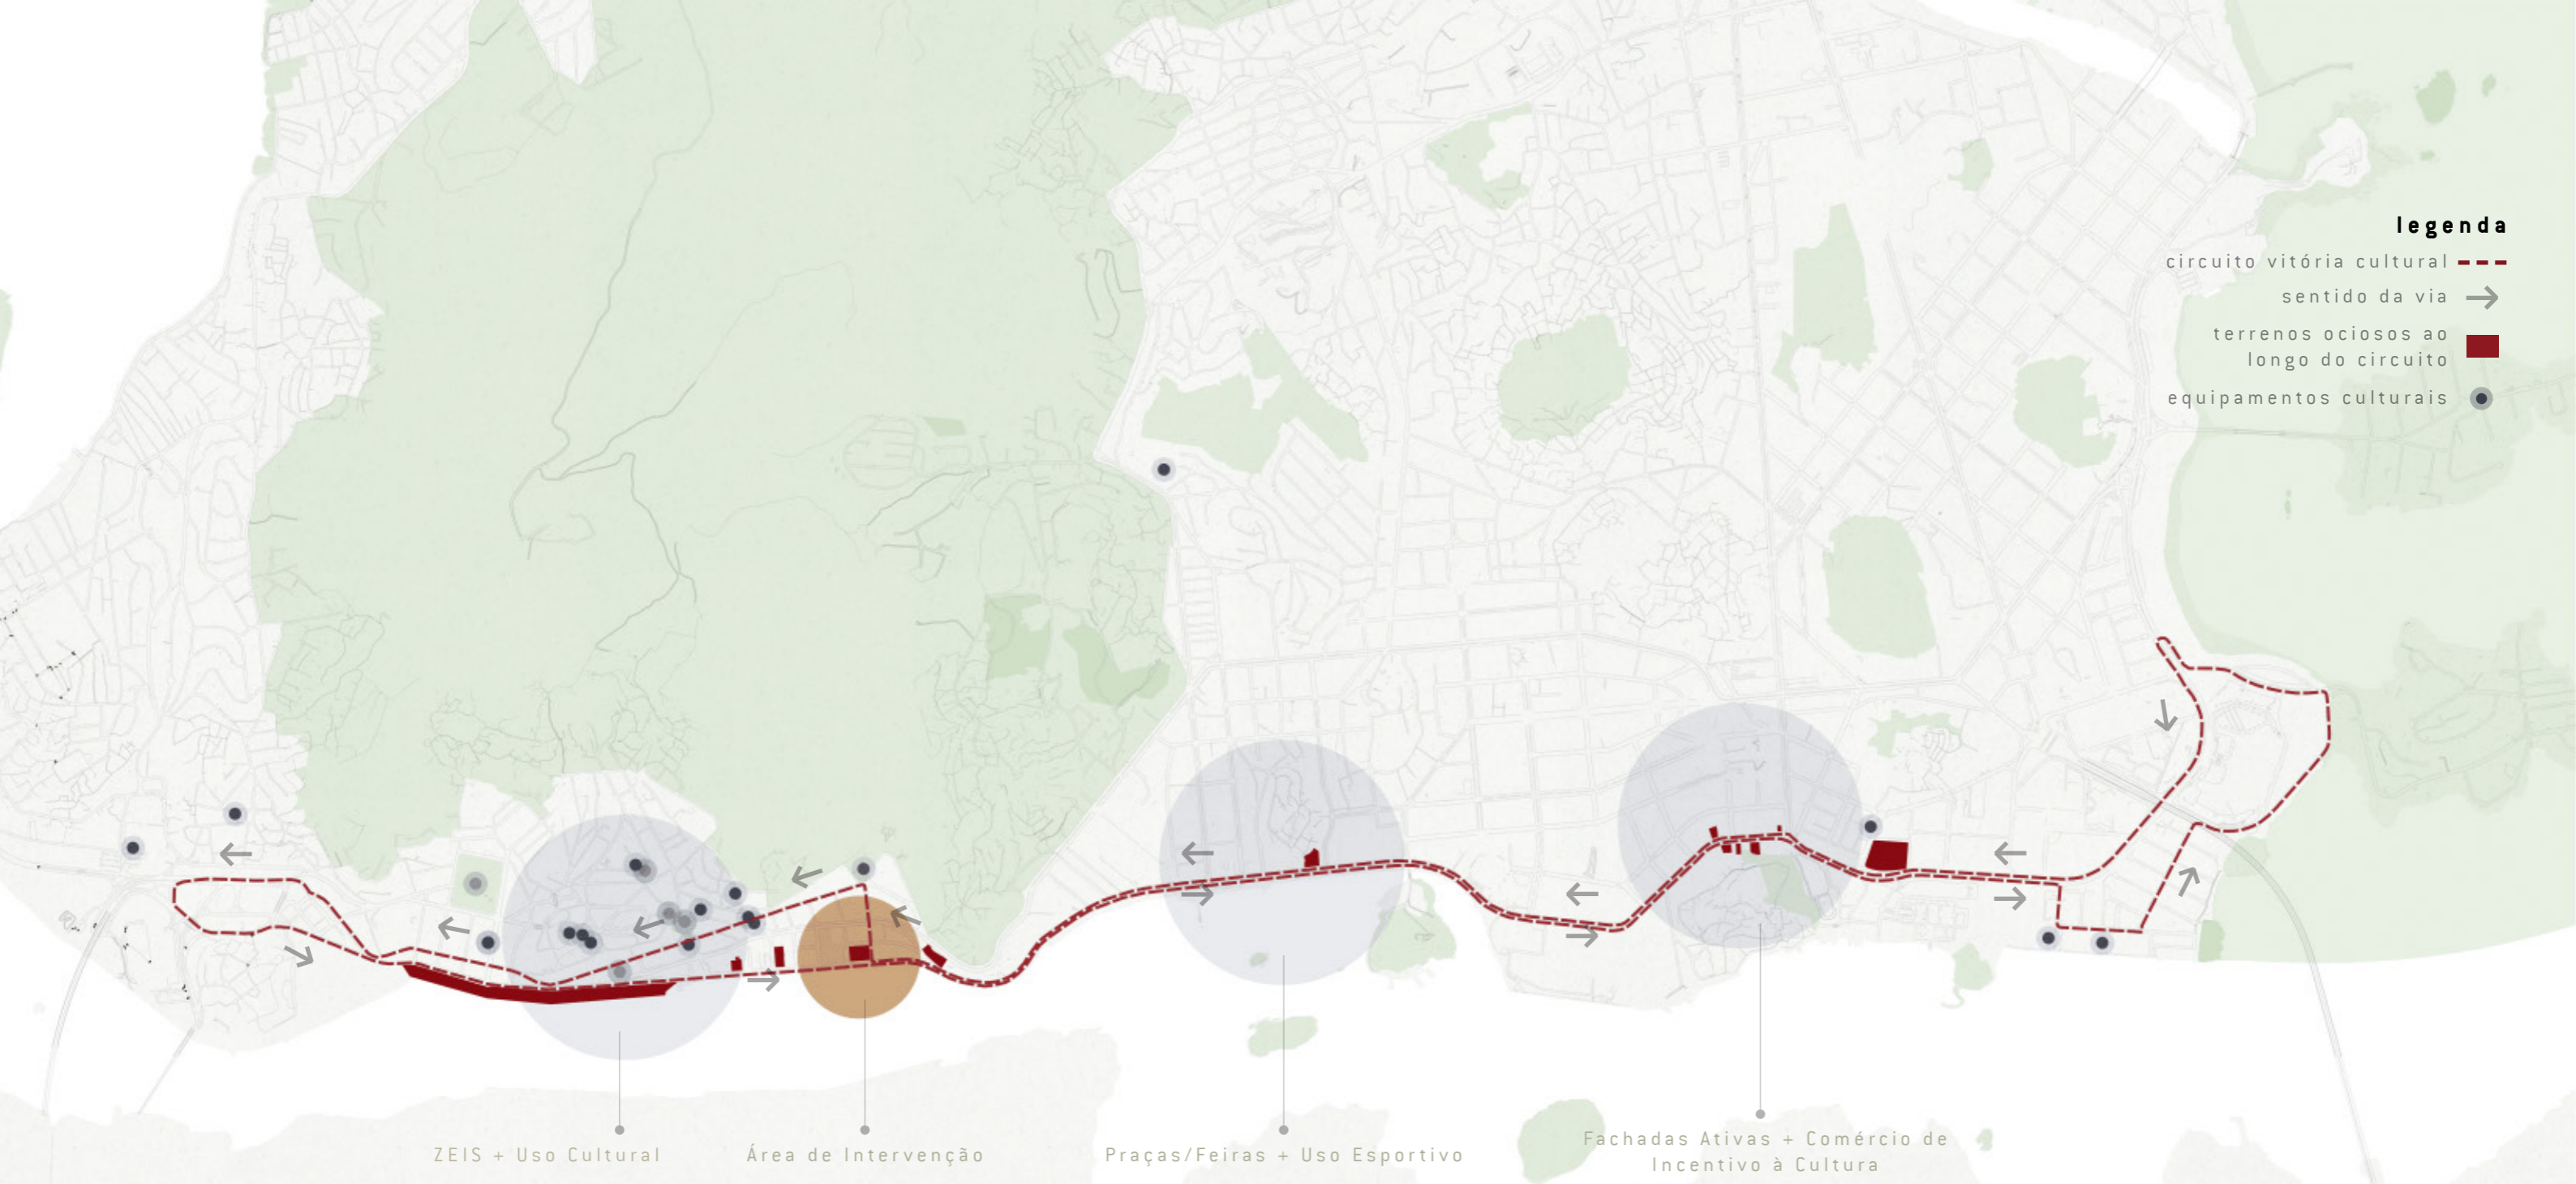 legenda
circuito vitória cultural
sentido da via
terrenos ociosos ao
longo do circuito
equipamentos culturais
ZEIS + Uso Cultural
Área de Intervenção
Praças/Feiras + Uso Esportivo
Fachadas Ativas + Comércio de
Incentivo à Cultura